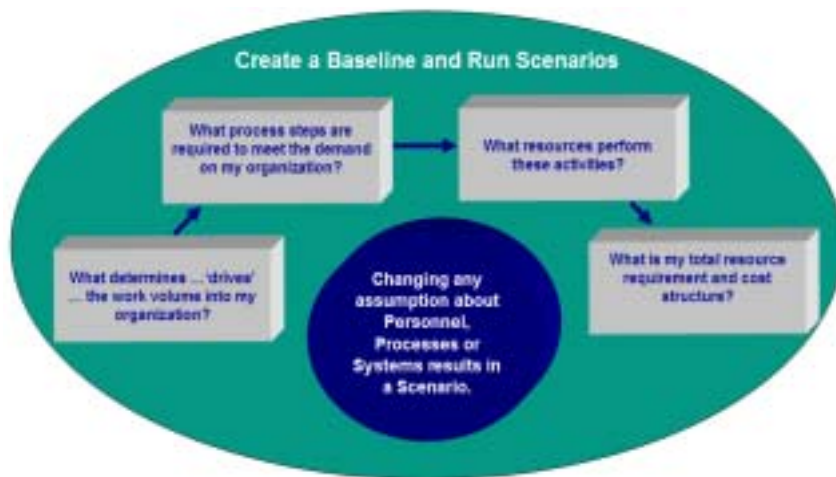 Create a Baseline and Run Scenarios
What process steps are
required to meet the demand
on my organization?
What resources perform
these activities?
What determines ... 'drives'
... the work volume into my
organization?
What is my total resource
requirement and cost
structure?
Changing any
assumption about
Personnel,
Processes or
Systems results in
a Scenario.